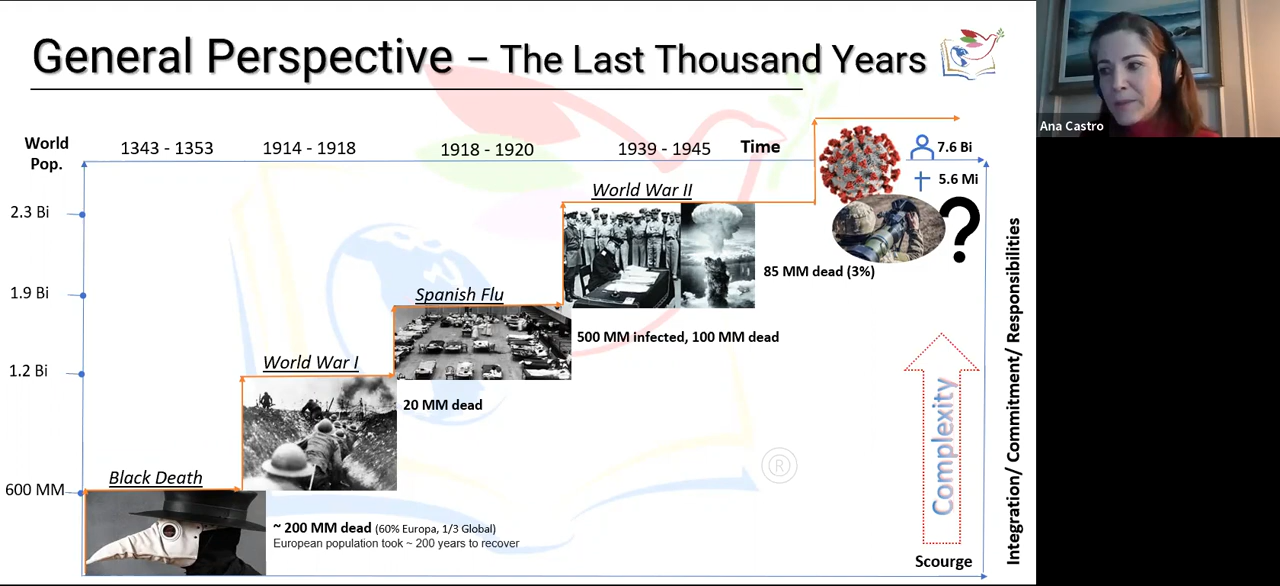 General Perspective – The Last Thousand Years
Ana Castro
World
Pop.
1343 - 1353
1914 - 1918
1918 - 1920
1939 - 1945
Time
7.6 Bi
5.6 Mi
World War II
2.3 Bi
?
85 MM dead (3%)
1.9 Bi
Spanish Flu
500 MM infected, 100 MM dead
World War I
1.2 Bi
20 MM dead
Complexity
Integration/ Commitment/ Responsibilities
®
Black Death
600 MM
~ 200 MM dead (60% Europa, 1/3 Global)
European population took ~ 200 years to recover
Scourge